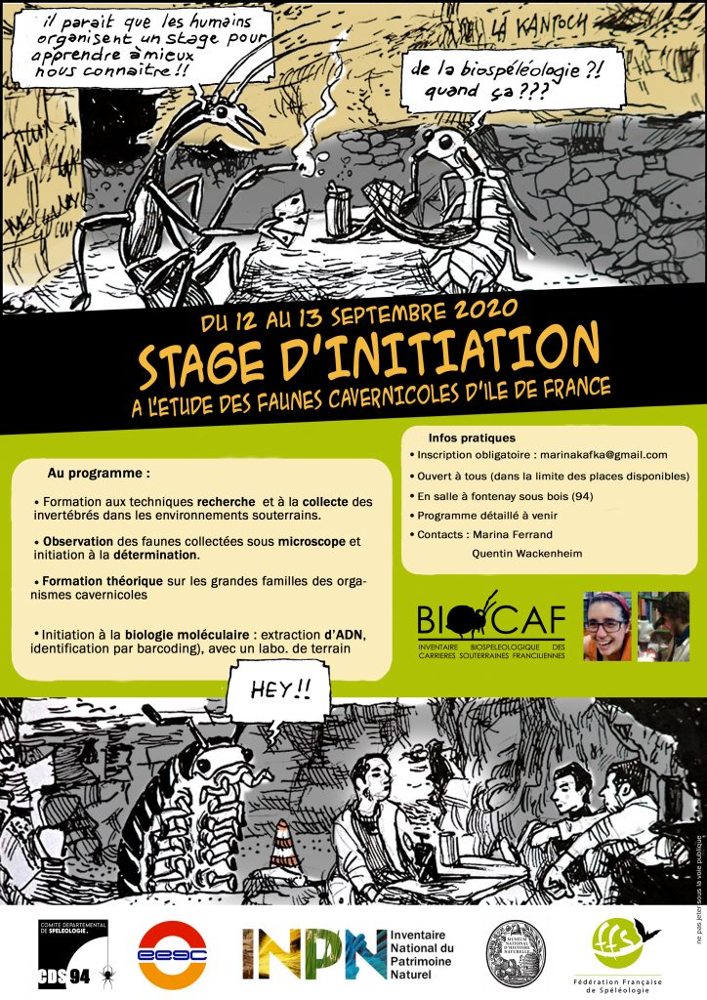 il parait que les humains
organisent un stage pour
apprendre à mieux
nous connaître !!
LA KANTOCH
de la biospéléologie ?!
quand ça ???
DU 12 AU 13 SEPTEMBRE 2020
STAGE D'INITIATION
A L'ETUDE DES FAUNES CAVERNICOLES D'ILE DE FRANCE
Au programme :
• Formation aux techniques recherche et à la collecte des
invertébrés dans les environnements souterrains.
• Observation des faunes collectées sous microscope et
initiation à la détermination.
• Formation théorique sur les grandes familles des orga-
nismes cavernicoles
• Initiation à la biologie moléculaire : extraction d'ADN,
identification par barcoding), avec un labo. de terrain
Infos pratiques
• Inscription obligatoire : marinakafka@gmail.com
• Ouvert à tous (dans la limite des places disponibles)
• En salle à fontenay sous bois (94)
• Programme détaillé à venir
• Contacts : Marina Ferrand
Quentin Wackenheim
BIOCAF
INVENTAIRE BIOSPELEOLOGIQUE DES
CARRIERES SOUTERRAINES FRANCILIENNES
HEY !!
ne pas jeter sous la voie publique
COMITE DEPARTEMENTAL
DE SPELEOLOGIE.
CDS 94
eegc
INPN
Inventaire
National du
Patrimoine
Naturel
MUSEUM
NATIONAL
D'HISTOIRE
NATURELLE
ffs
Fédération Française
de Spéléologie